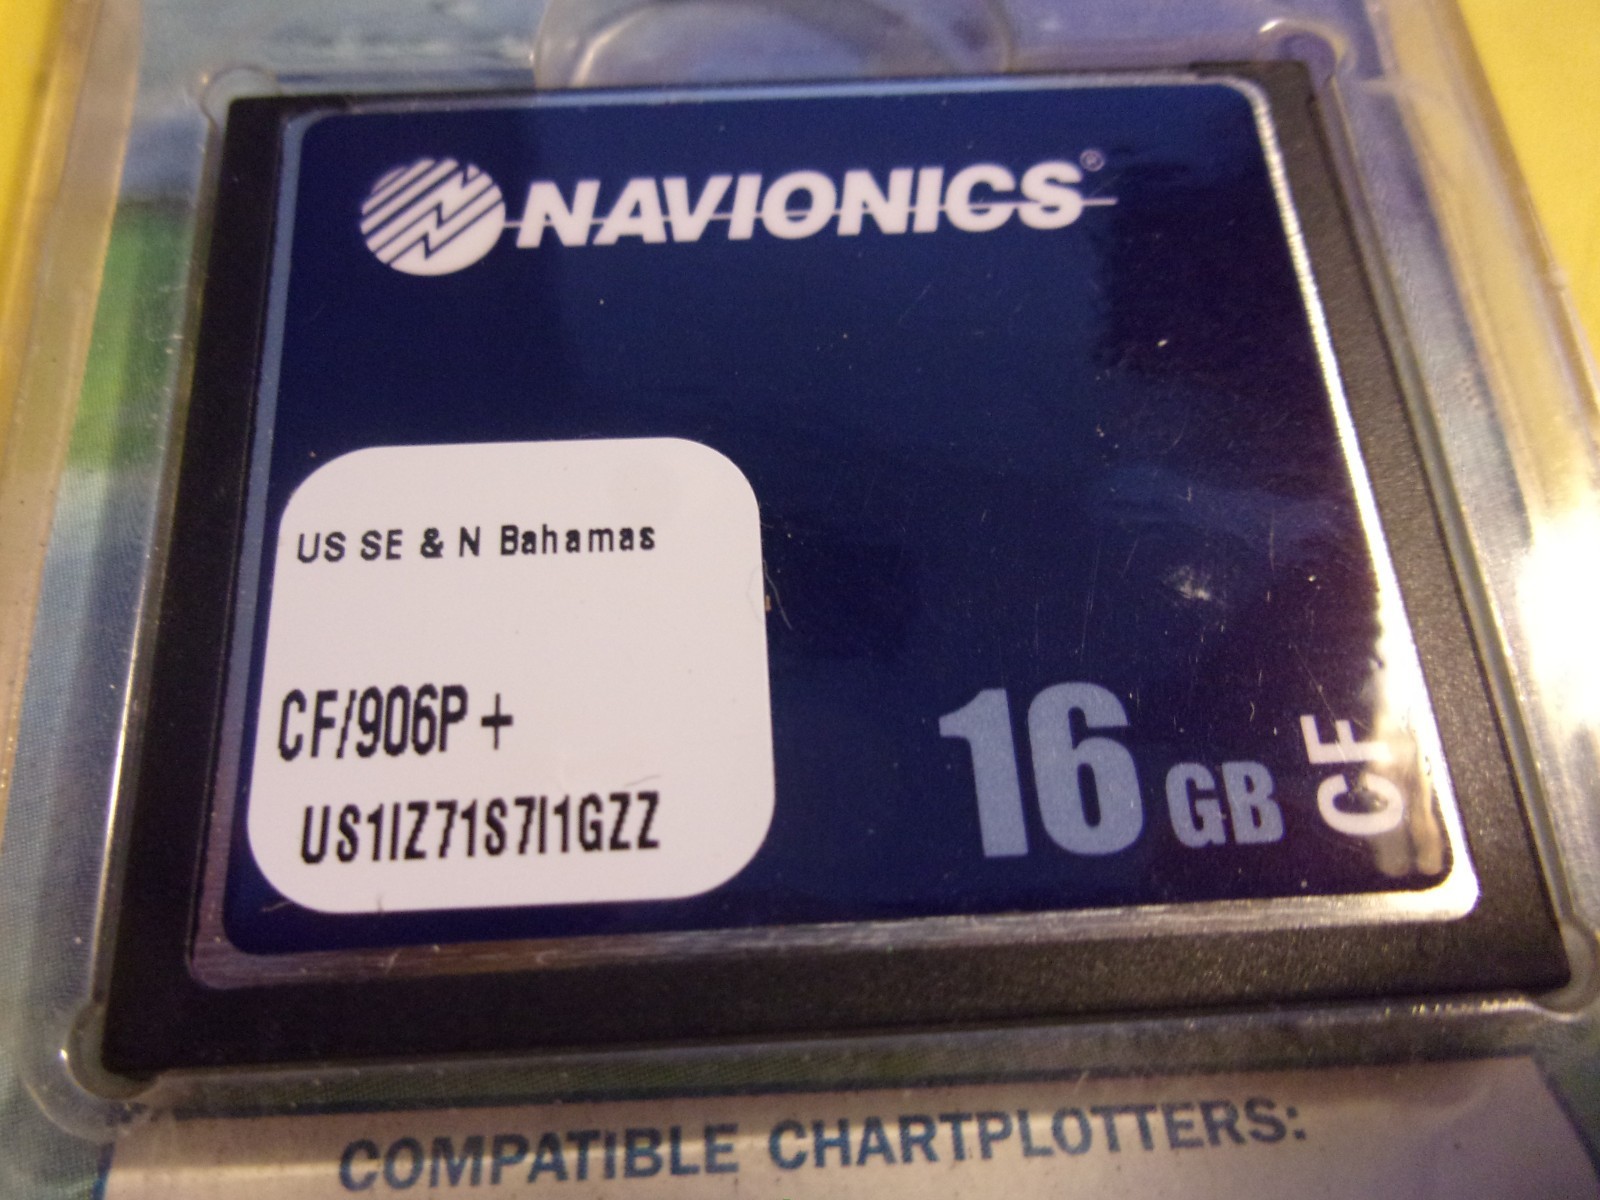 NAVIONICS®
US SE & N Bahamas
CF/906P+
US1IZ71S7I1GZZ
16 GB
CF
COMPATIBLE CHARTPLOTTERS: